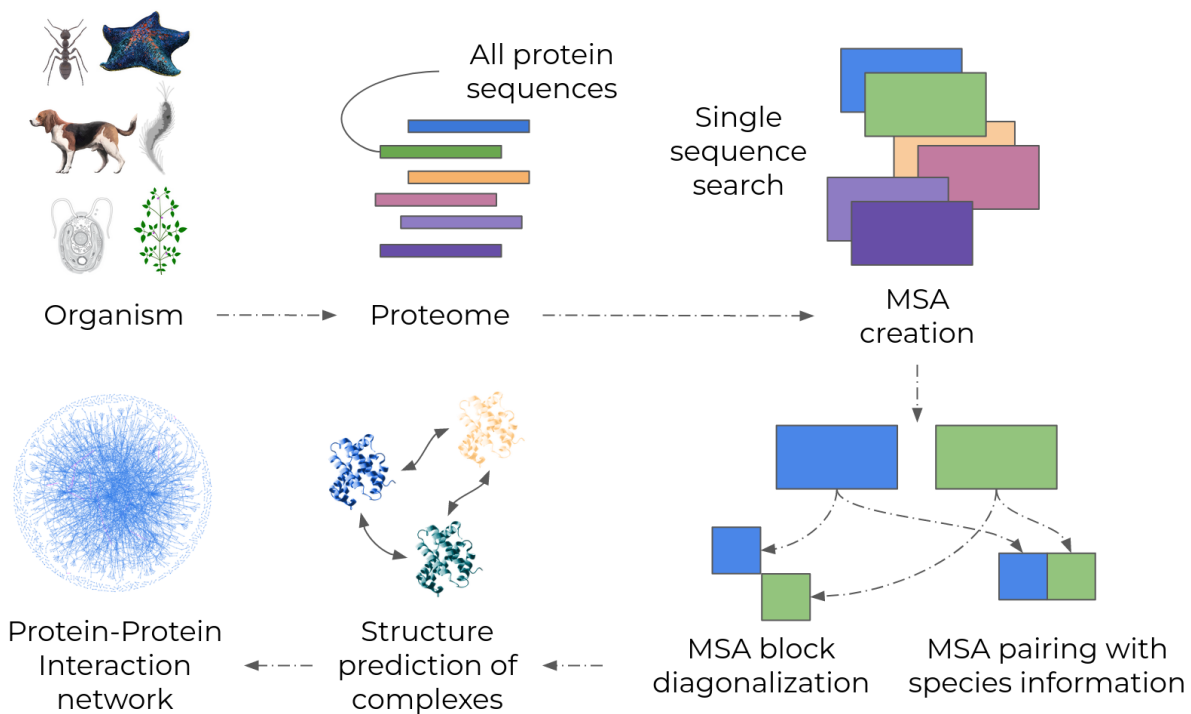 All protein
sequences
Single
sequence
search
Organism
Proteome
MSA
creation
Protein-Protein
Interaction
network
Structure
prediction of
complexes
MSA block
diagonalization
MSA pairing with
species information